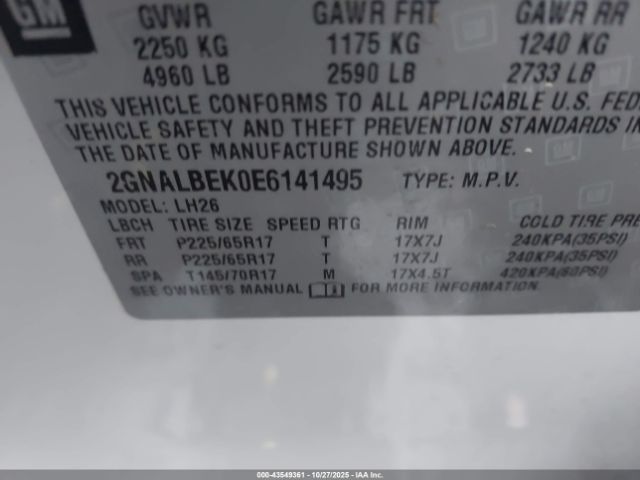 GM
GVWR GAWR FRT GAWR RR
2250 KG 1175 KG 1240 KG
4960 LB 2590 LB 2733 LB
THIS VEHICLE CONFORMS TO ALL APPLICABLE U.S. FED
VEHICLE SAFETY AND THEFT PREVENTION STANDARDS IN
THE DATE OF MANUFACTURE SHOWN ABOVE.
2GNALBEK0E6141495 TYPE: M.P.V.
MODEL: LH26
LBCH TIRE SIZE SPEED RTG RIM COLD TIRE PRE
FRT P225/65R17 T 17X7J 240KPA(35PSI)
RR P225/65R17 T 17X7J 240KPA(35PSI)
SPA T145/70R17 M 17X4.5T 420KPA(60PSI)
SEE OWNER'S MANUAL FOR MORE INFORMATION
000-43549361 - 10/27/2025 - IAAI Inc.